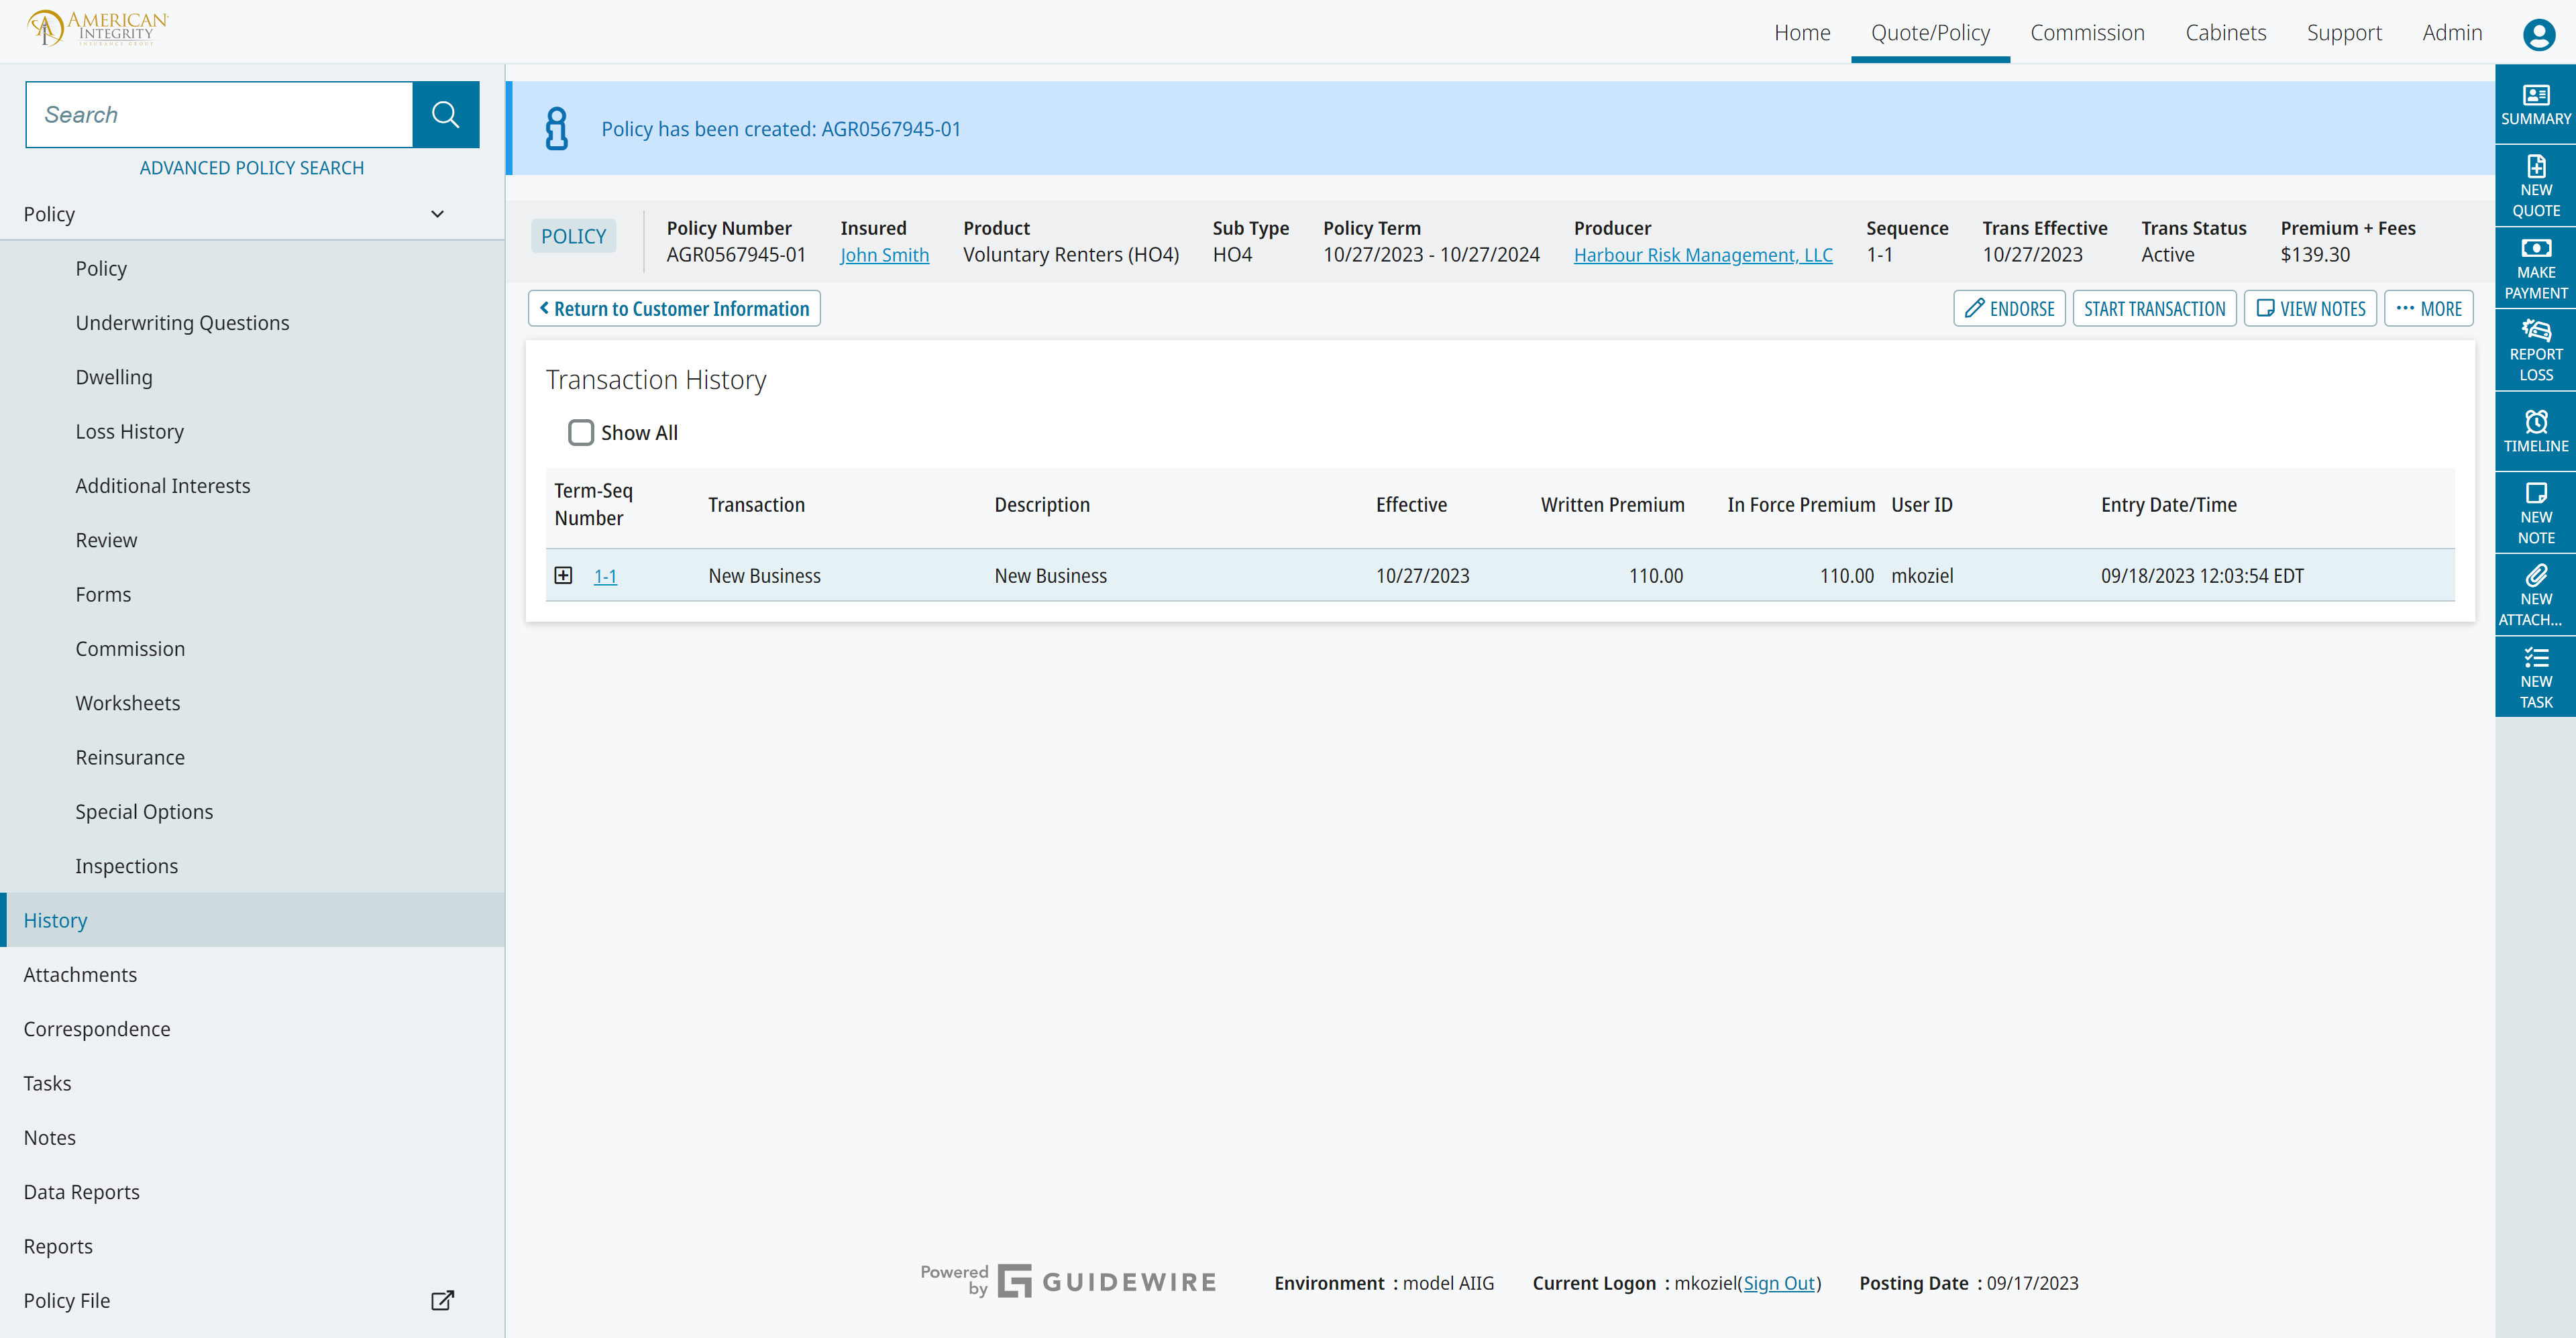 AMERICAN
INTEGRITY
INSURANCE GROUP
Home
Quote/Policy
Commission
Cabinets
Support
Admin
Search
ADVANCED POLICY SEARCH
Policy
Policy
Underwriting Questions
Dwelling
Loss History
Additional Interests
Review
Forms
Commission
Worksheets
Reinsurance
Special Options
Inspections
History
Attachments
Correspondence
Tasks
Notes
Data Reports
Reports
Policy File
Policy has been created: AGR0567945-01
POLICY
Policy Number Insured Product Sub Type Policy Term Producer Sequence Trans Effective Trans Status Premium + Fees
AGR0567945-01 John Smith Voluntary Renters (HO4) HO4 10/27/2023 - 10/27/2024 Harbour Risk Management, LLC 1-1 10/27/2023 Active $139.30
Return to Customer Information
ENDORSE
START TRANSACTION
VIEW NOTES
MORE
Transaction History
Show All
Term-Seq
Number
Transaction Description Effective Written Premium In Force Premium User ID Entry Date/Time
1-1 New Business New Business 10/27/2023 110.00 110.00 mkoziel 09/18/2023 12:03:54 EDT
Powered
by
GUIDEWIRE
Environment : model AIIG Current Logon : mkoziel(Sign Out) Posting Date : 09/17/2023
SUMMARY
NEW
QUOTE
MAKE
PAYMENT
REPORT
LOSS
TIMELINE
NEW
NOTE
NEW
ATTACH...
NEW
TASK